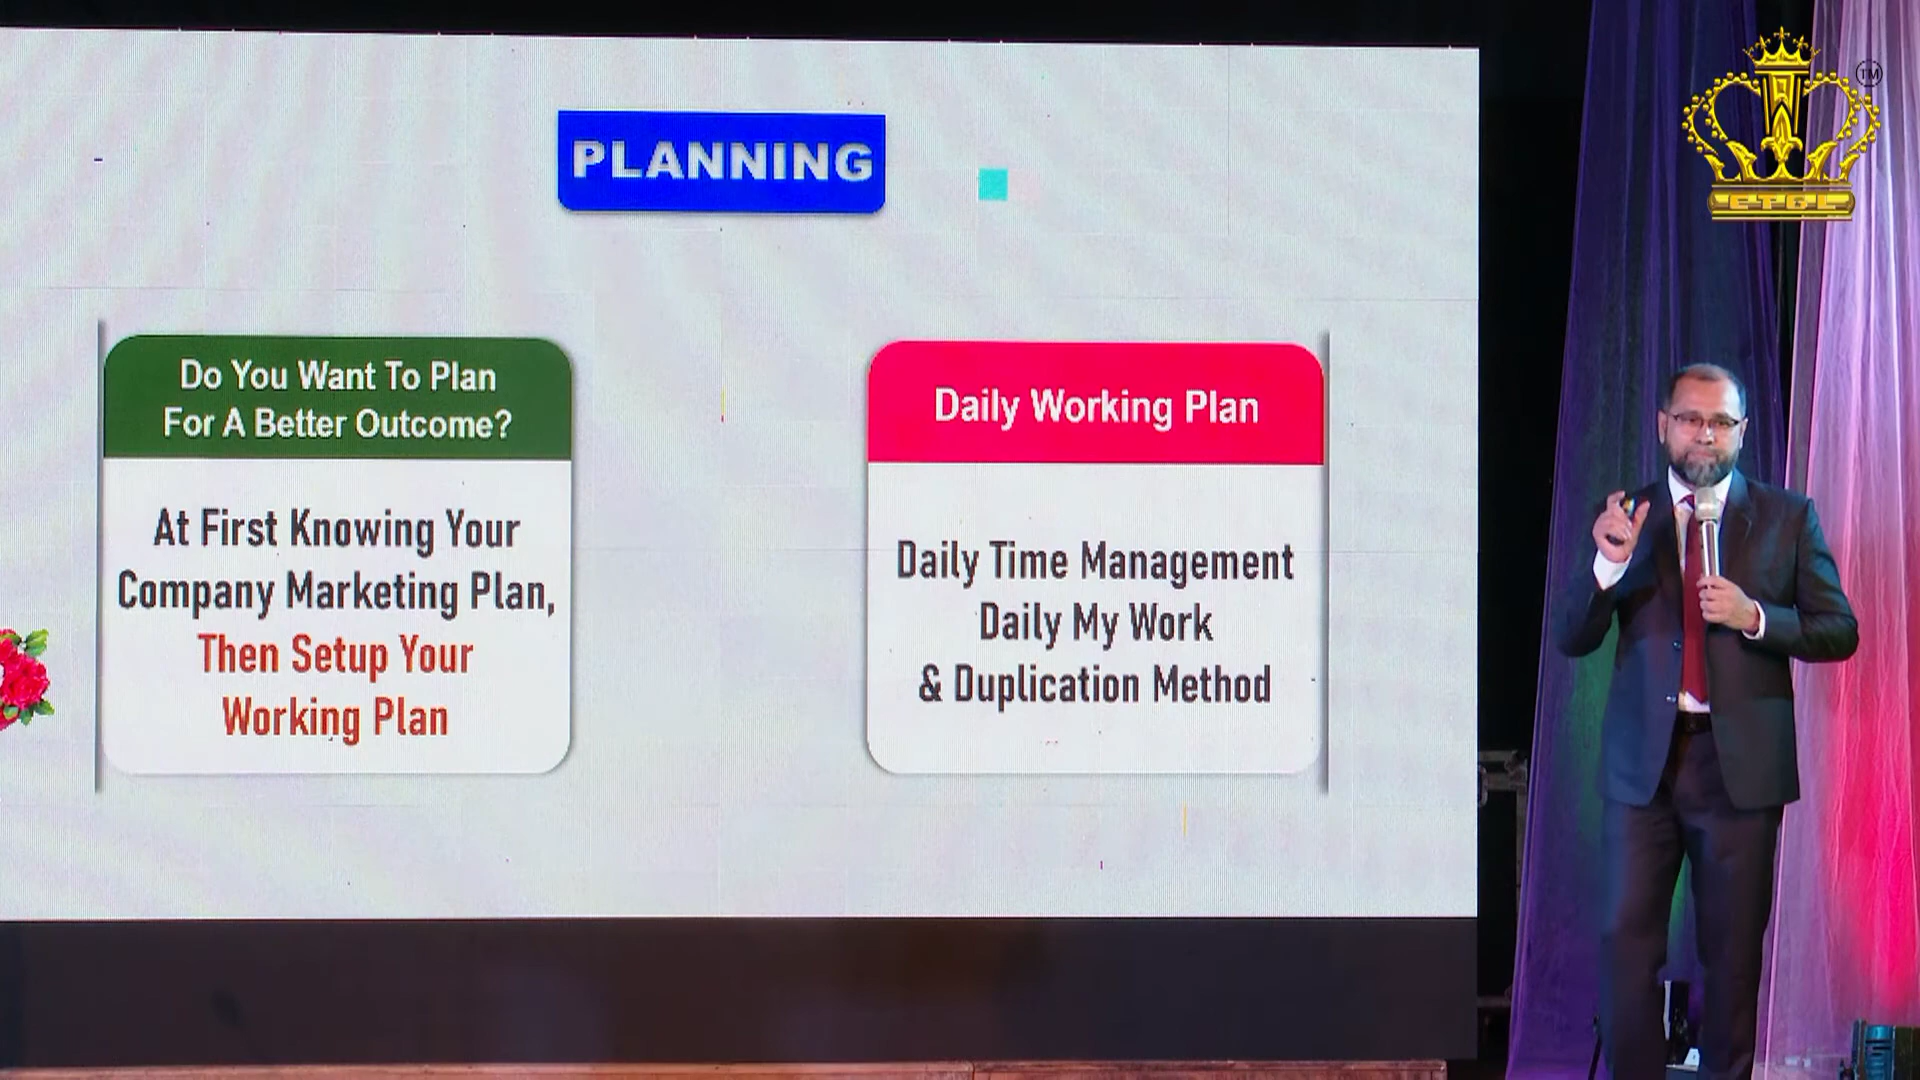 PLANNING
Do You Want To Plan
For A Better Outcome?
At First Knowing Your
Company Marketing Plan,
Then Setup Your
Working Plan
Daily Working Plan
Daily Time Management
Daily My Work
& Duplication Method
TM